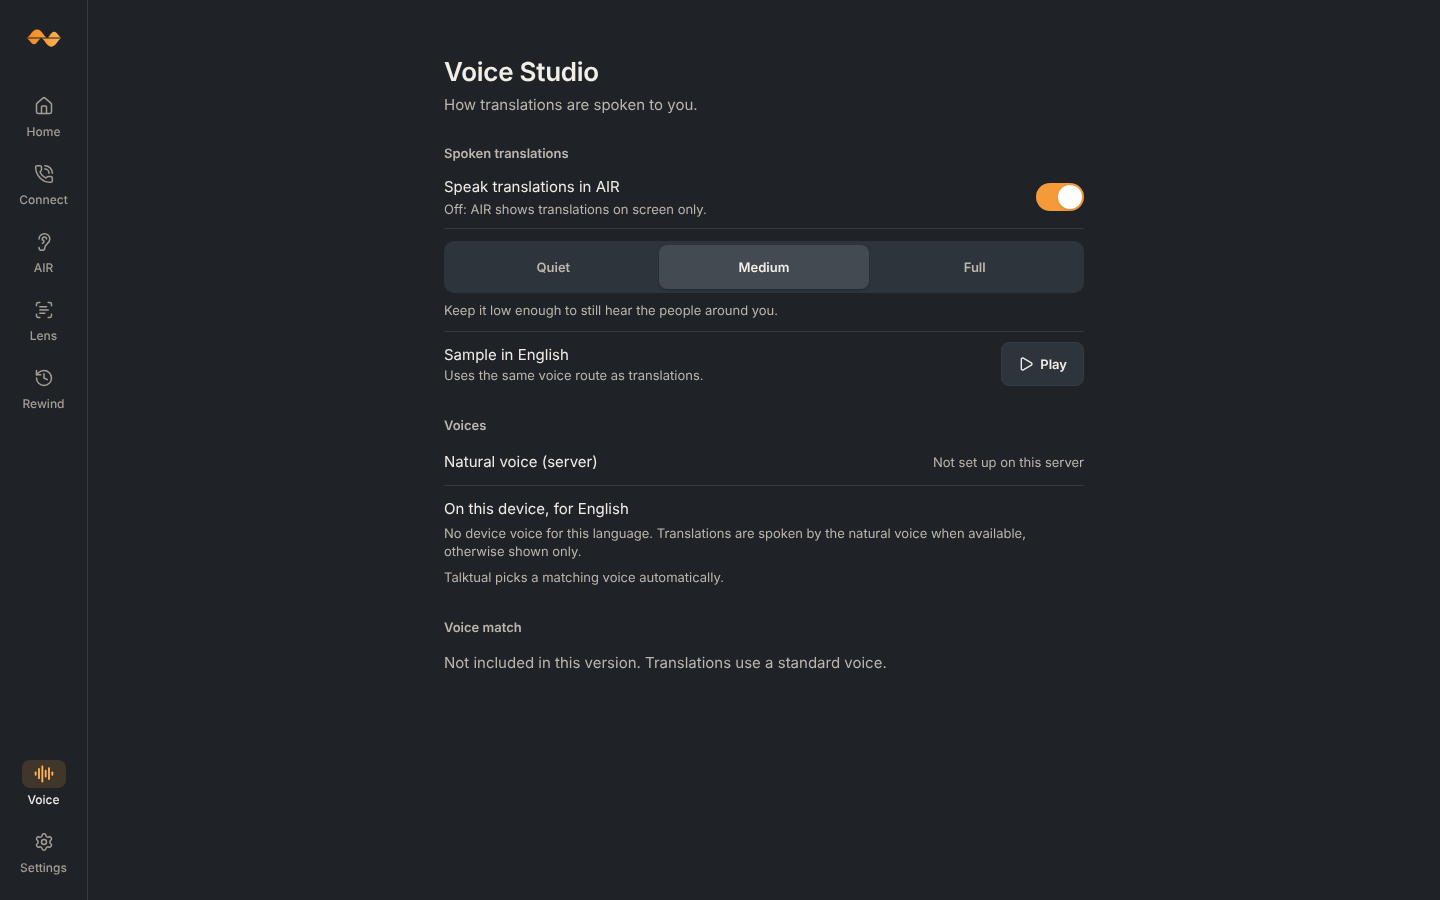 Home
Connect
AIR
Lens
Rewind
Voice
Settings
Voice Studio
How translations are spoken to you.
Spoken translations
Speak translations in AIR
Off: AIR shows translations on screen only.
Quiet Medium Full
Keep it low enough to still hear the people around you.
Sample in English
Uses the same voice route as translations.
Play
Voices
Natural voice (server) Not set up on this server
On this device, for English
No device voice for this language. Translations are spoken by the natural voice when available,
otherwise shown only.
Talktual picks a matching voice automatically.
Voice match
Not included in this version. Translations use a standard voice.